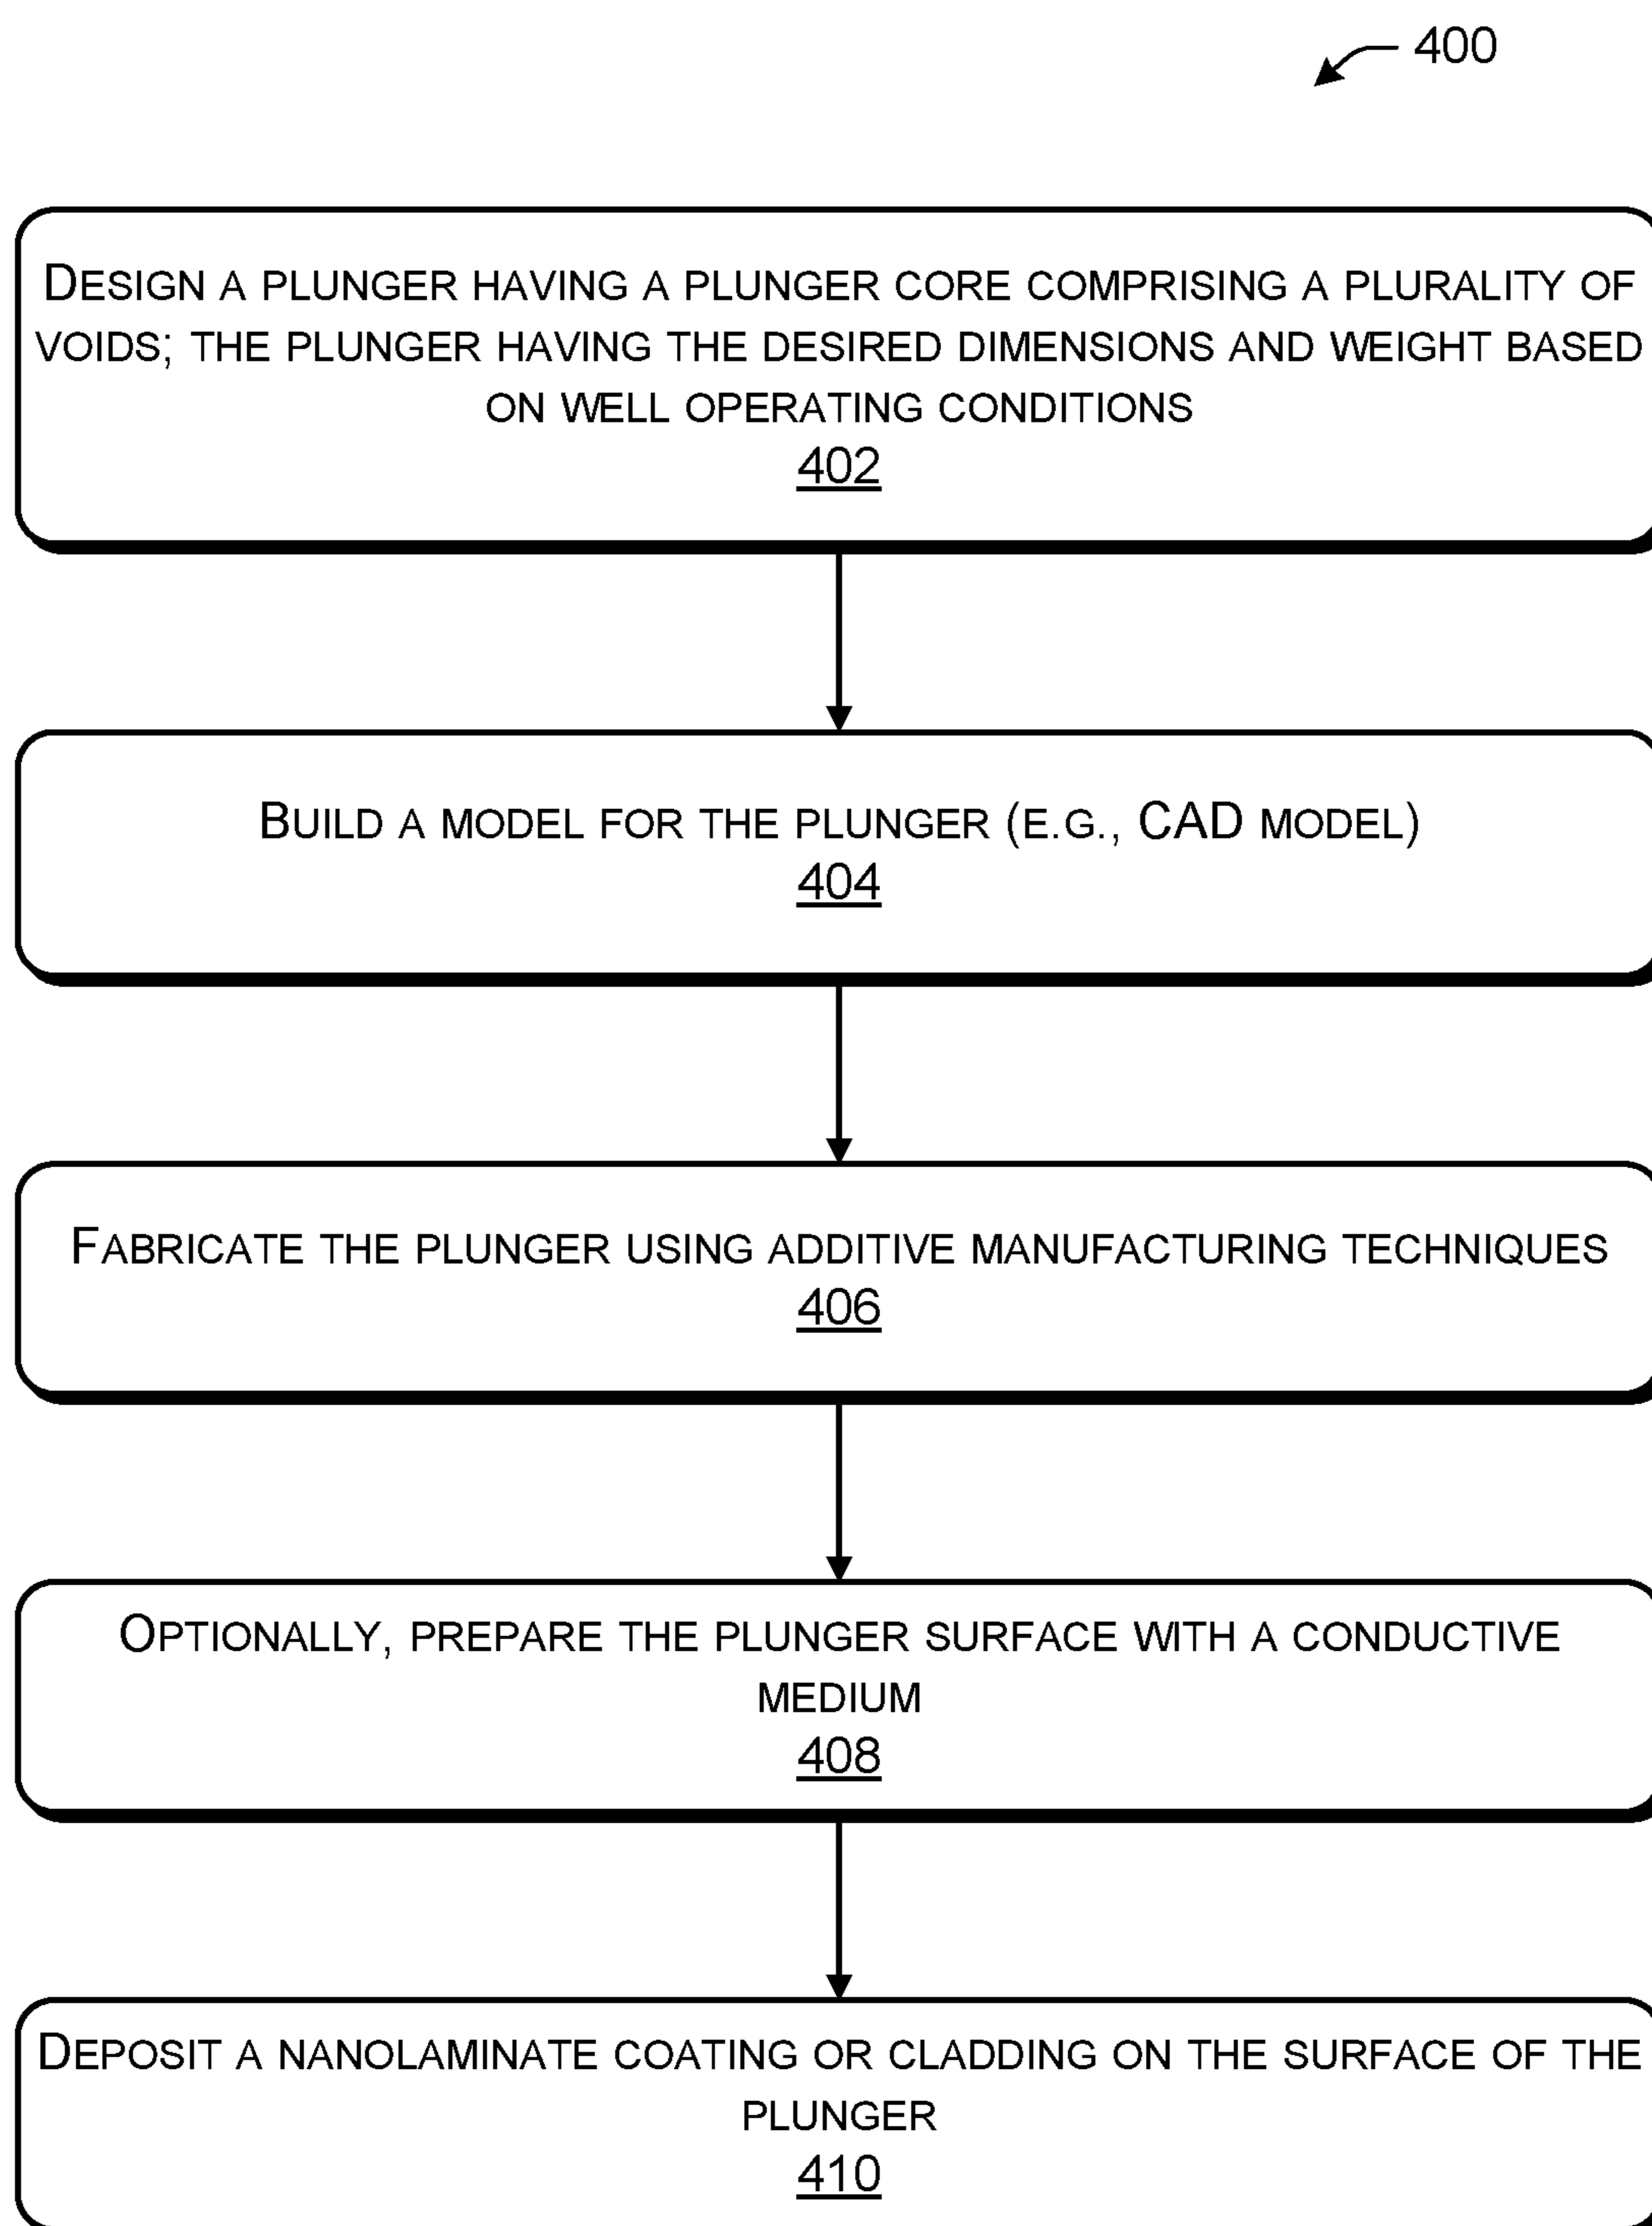 400
DESIGN A PLUNGER HAVING A PLUNGER CORE COMPRISING A PLURALITY OF
VOIDS; THE PLUNGER HAVING THE DESIRED DIMENSIONS AND WEIGHT BASED
ON WELL OPERATING CONDITIONS
402
BUILD A MODEL FOR THE PLUNGER (E.G., CAD MODEL)
404
FABRICATE THE PLUNGER USING ADDITIVE MANUFACTURING TECHNIQUES
406
OPTIONALLY, PREPARE THE PLUNGER SURFACE WITH A CONDUCTIVE
MEDIUM
408
DEPOSIT A NANOLAMINATE COATING OR CLADDING ON THE SURFACE OF THE
PLUNGER
410